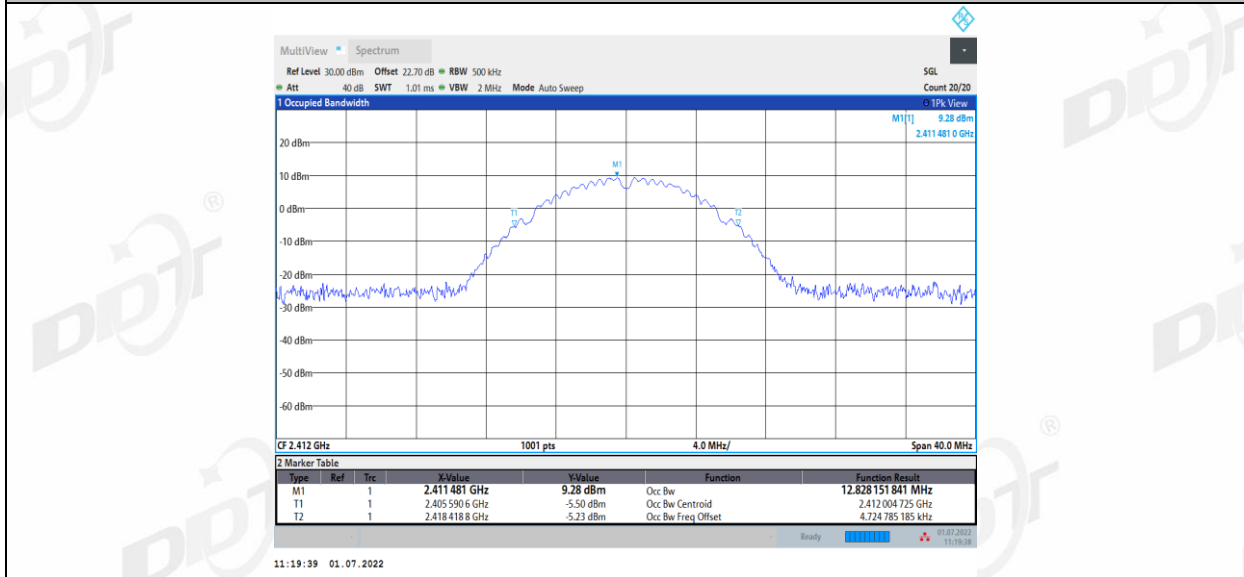 MultiView Spectrum
Ref Level 30.00 dBm Offset 22.70 dB RBW 500 kHz SGL
Att 40 dB SWT 1.01 ms VBW 2 MHz Mode Auto Sweep Count 20/20
1 Occupied Bandwidth 1Pk View
M1[1] 9.28 dBm
2.411 481 0 GHz
20 dBm
M1
10 dBm
0 dBm
T1 T2
-10 dBm
-20 dBm
-30 dBm
-40 dBm
-50 dBm
-60 dBm
CF 2.412 GHz 1001 pts 4.0 MHz/ Span 40.0 MHz
2 Marker Table
Type Ref Trc X-Value Y-Value Function Function Result
M1 1 2.411 481 GHz 9.28 dBm Occ Bw 12.828 151 841 MHz
T1 1 2.405 590 6 GHz -5.50 dBm Occ Bw Centroid 2.412 004 725 GHz
T2 1 2.418 418 8 GHz -5.23 dBm Occ Bw Freq Offset 4.724 785 185 kHz
Ready 01.07.2022
11:19:38
11:19:39 01.07.2022
DDT
®